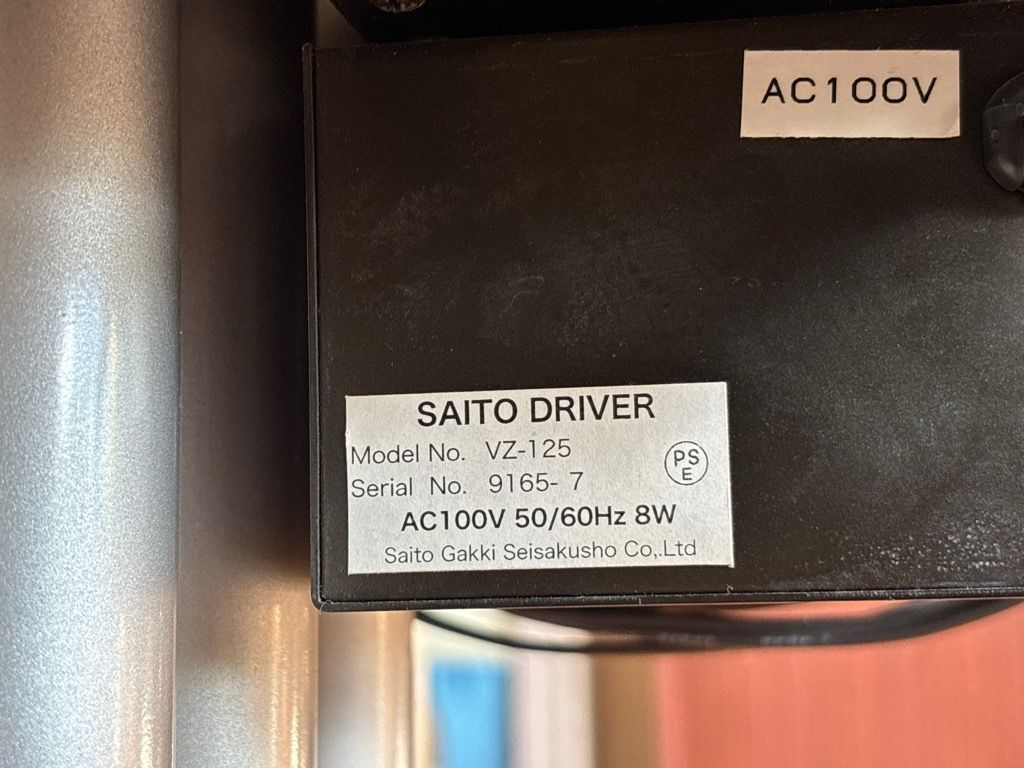 AC100V
SAITO DRIVER
Model No. VZ-125
Serial No. 9165- 7
PS
E
AC100V 50/60Hz 8W
Saito Gakki Seisakusho Co,.Ltd